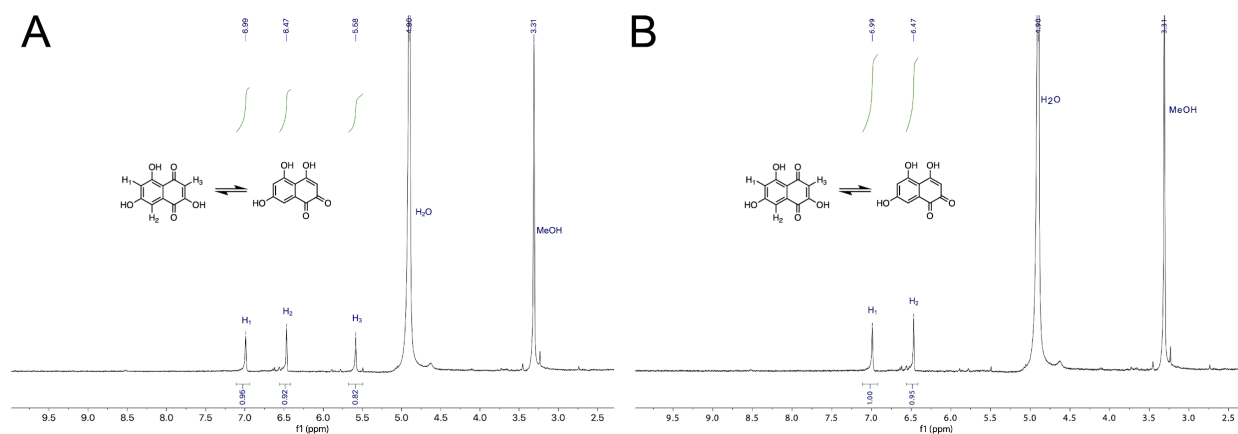 A
6.99
6.47
5.58
4.90
3.31
OH
O
H1
H3
HO
OH
O
H2
OH
OH
HO
O
O
H₂O
MeOH
H1
H2
H3
0.96
0.92
0.82
9.5 9.0 8.5 8.0 7.5 7.0 6.5 6.0 5.5 5.0 4.5 4.0 3.5 3.0 2.5
f1 (ppm)
B
6.99
6.47
4.90
3.31
H2O
MeOH
OH
O
H1
H3
HO
OH
O
H2
OH
OH
HO
O
O
H1
H2
1.00
0.95
9.5 9.0 8.5 8.0 7.5 7.0 6.5 6.0 5.5 5.0 4.5 4.0 3.5 3.0 2.5
f1 (ppm)